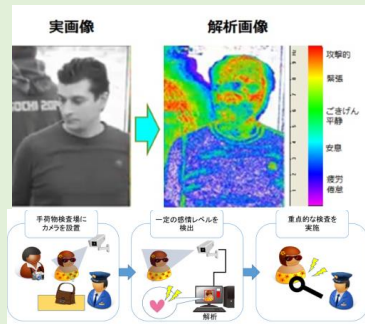 実画像
解析画像
SOCHI 201
攻撃的
緊張
ごきげん
平静
安息
疲労
倦怠
手荷物検査場に
カメラを設置
一定の感情レベルを
検出
重点的な検査を
実施
解析